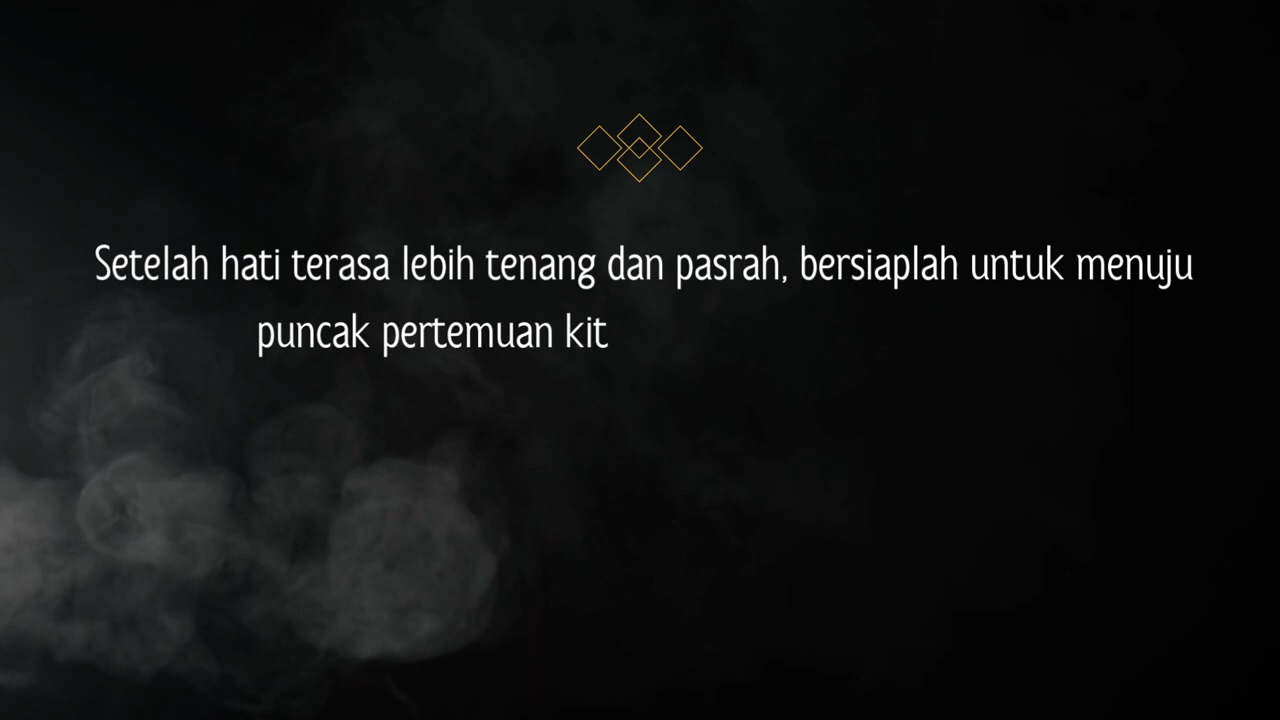 Setelah hati terasa lebih tenang dan pasrah, bersiaplah untuk menuju
puncak pertemuan kit